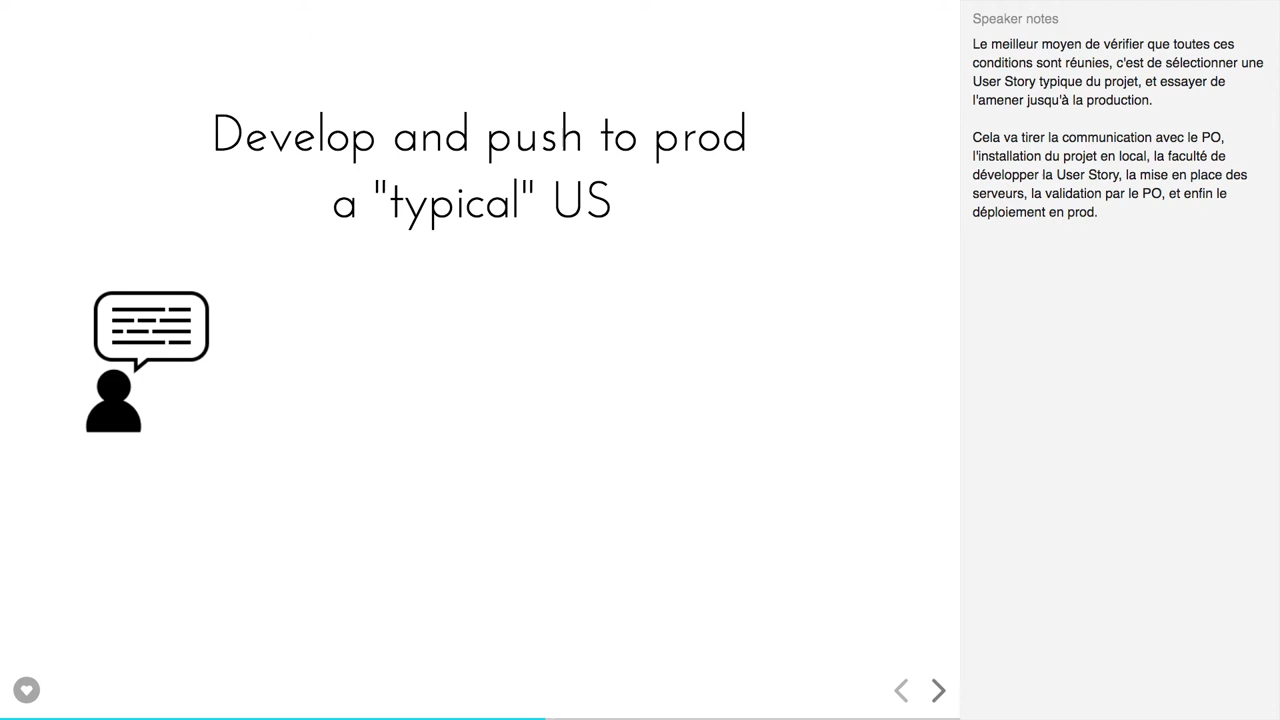 Develop and push to prod
a "typical" US
Speaker notes
Le meilleur moyen de vérifier que toutes ces
conditions sont réunies, c'est de sélectionner une
User Story typique du projet, et essayer de
l'amener jusqu'à la production.
Cela va tirer la communication avec le PO,
l'installation du projet en local, la faculté de
développer la User Story, la mise en place des
serveurs, la validation par le PO, et enfin le
déploiement en prod.